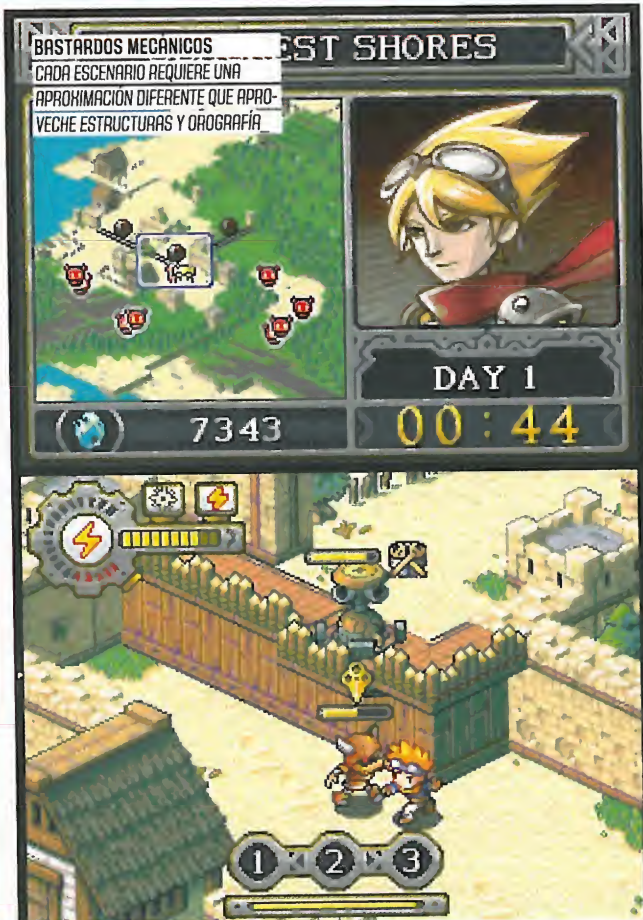 BASTARDOS MECÁNICOS
CADA ESCENARIO REQUIERE UNA
APROXIMACIÓN DIFERENTE QUE APRO-
VECHE ESTRUCTURAS Y OROGRAFÍA_
EST SHORES
DAY 1
7343
00:44
1 2 3